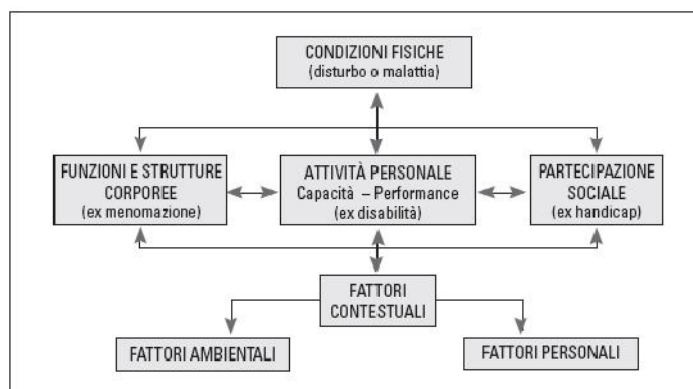 CONDIZIONI FISICHE
(disturbo o malattia)
FUNZIONI E STRUTTURE
CORPOREE
(ex menomazione)
ATTIVITÀ PERSONALE
Capacità – Performance
(ex disabilità)
PARTECIPAZIONE
SOCIALE
(ex handicap)
FATTORI
CONTESTUALI
FATTORI AMBIENTALI
FATTORI PERSONALI